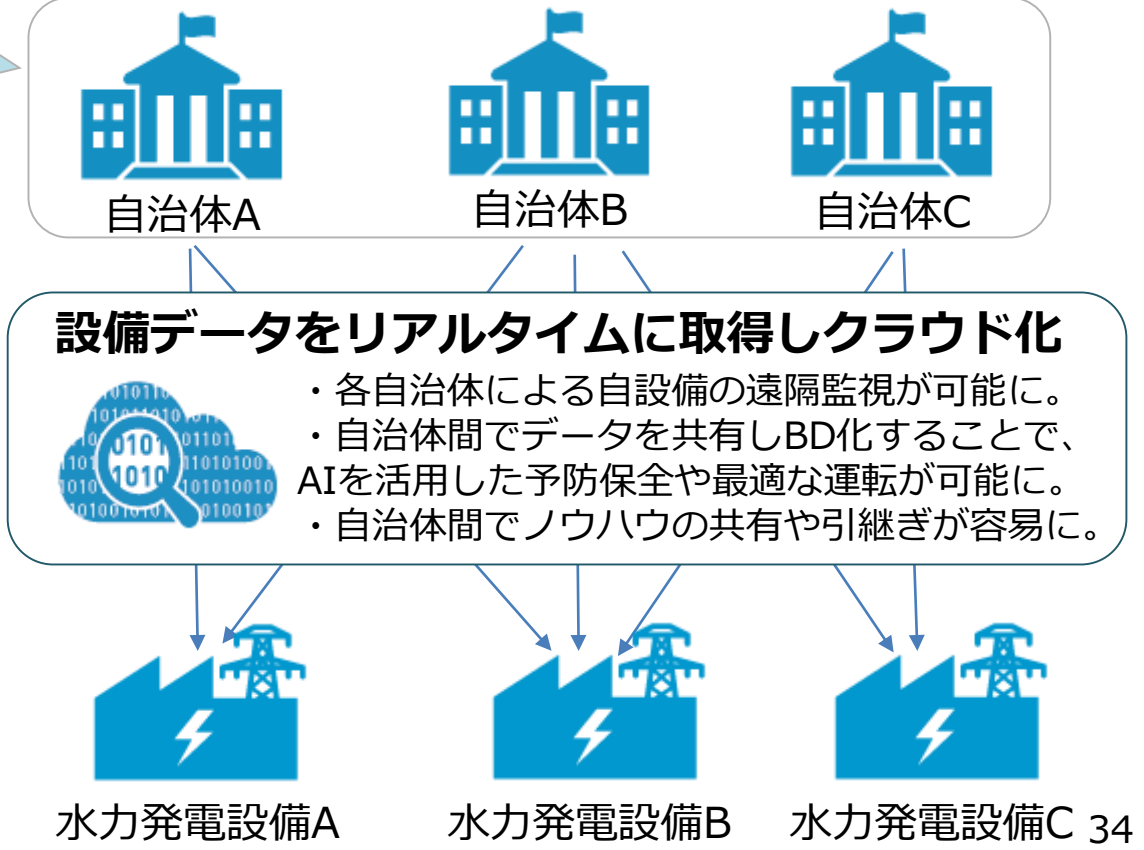 自治体A
自治体B
自治体C
設備データをリアルタイムに取得しクラウド化
・各自治体による自設備の遠隔監視が可能に。
・自治体間でデータを共有しBD化することで、
AIを活用した予防保全や最適な運転が可能に。
・自治体間でノウハウの共有や引継ぎが容易に。
水力発電設備A
水力発電設備B
水力発電設備C
34